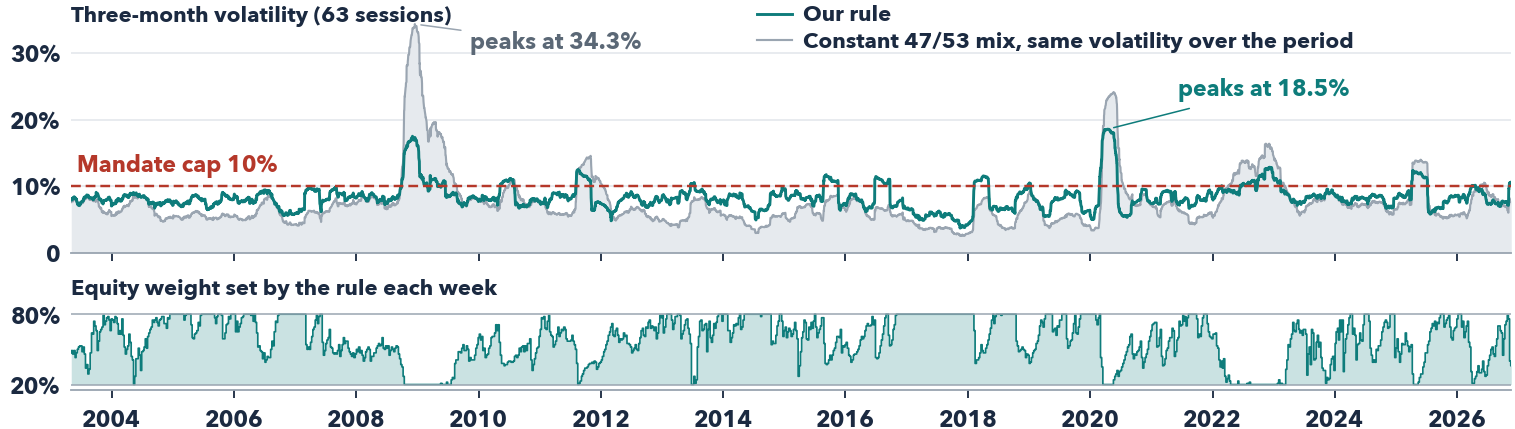 Three-month volatility (63 sessions)
Our rule
Constant 47/53 mix, same volatility over the period
peaks at 34.3%
peaks at 18.5%
Mandate cap 10%
30%
20%
10%
0
Equity weight set by the rule each week
80%
20%
2004 2006 2008 2010 2012 2014 2016 2018 2020 2022 2024 2026